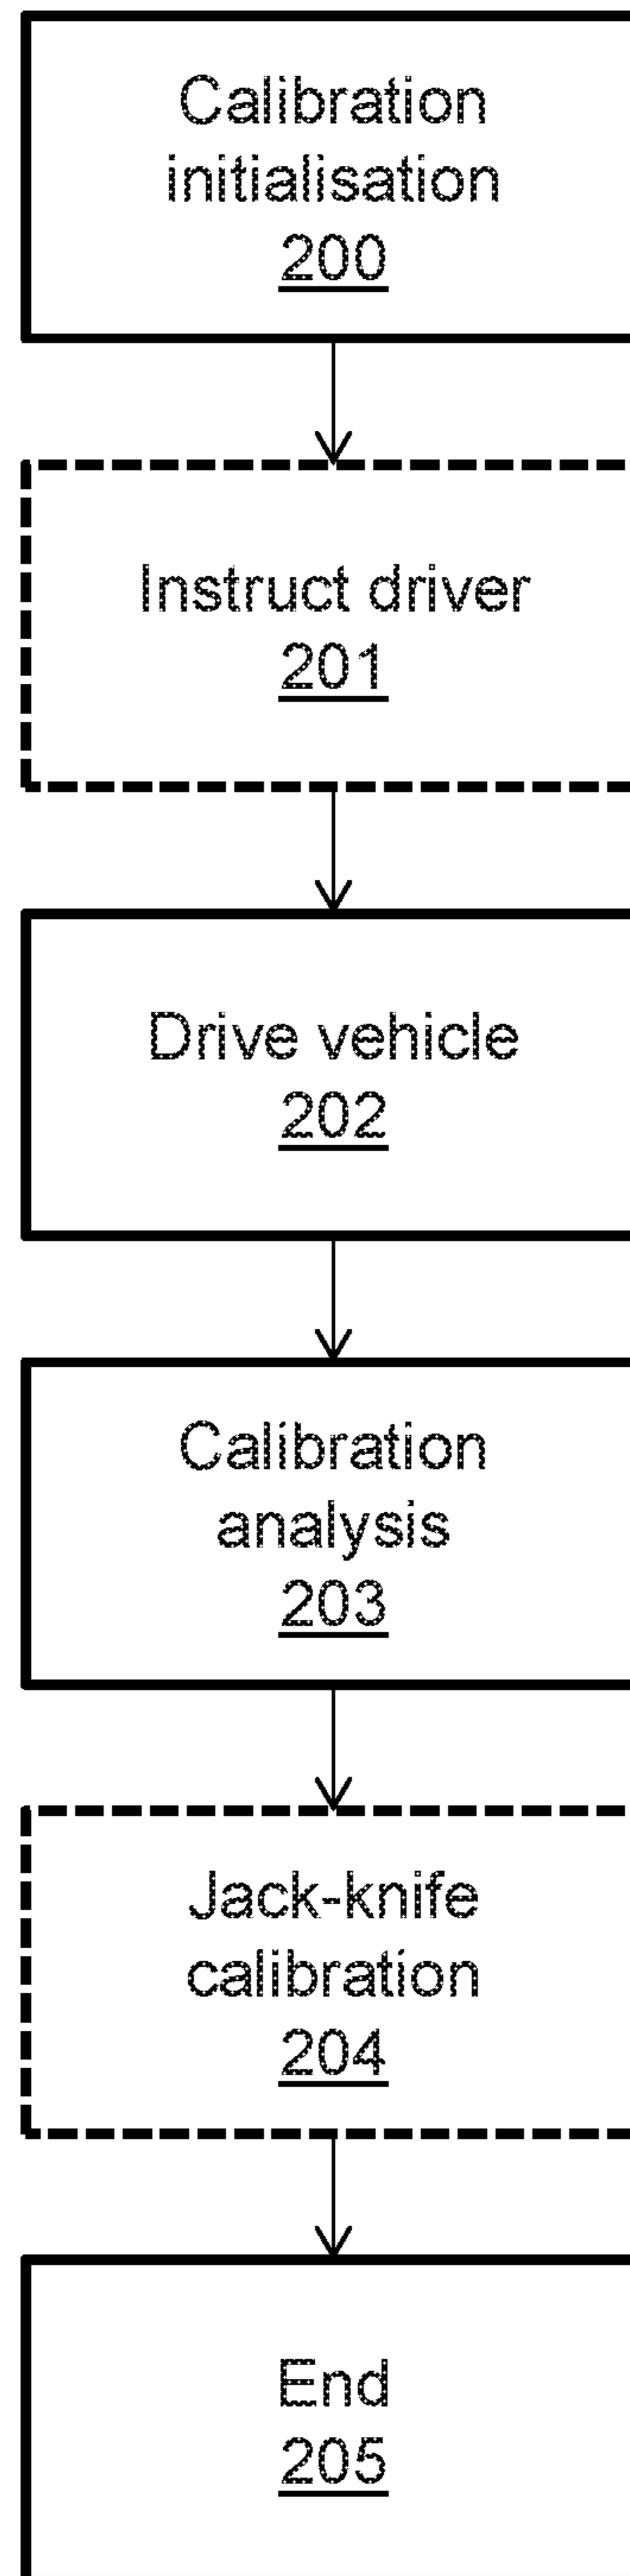 Calibration
initialisation
200
Instruct driver
201
Drive vehicle
202
Calibration
analysis
203
Jack-knife
calibration
204
End
205